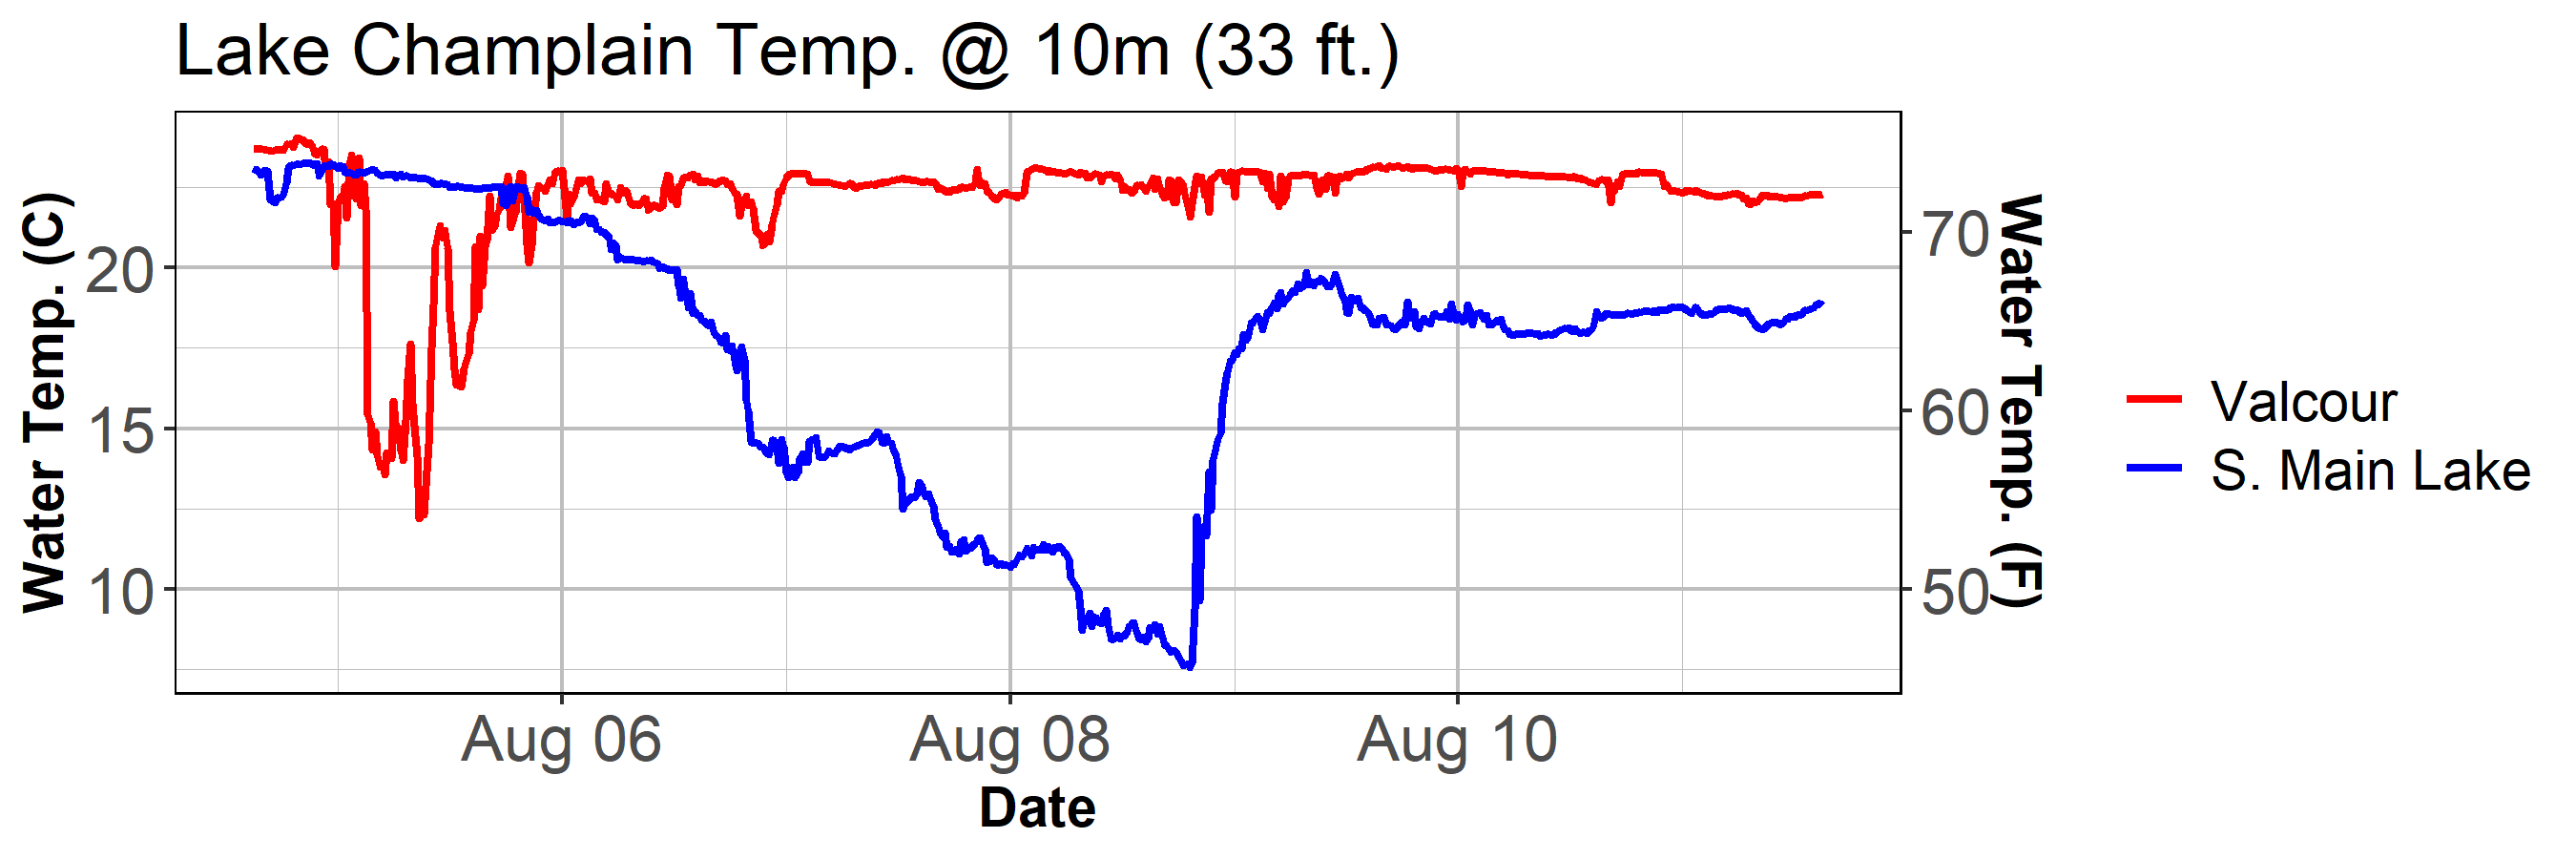 Lake Champlain Temp. @ 10m (33 ft.)
Water Temp. (C)
20
15
10
70
60
50
Water Temp. (F)
Aug 06
Aug 08
Aug 10
Date
Valcour
S. Main Lake